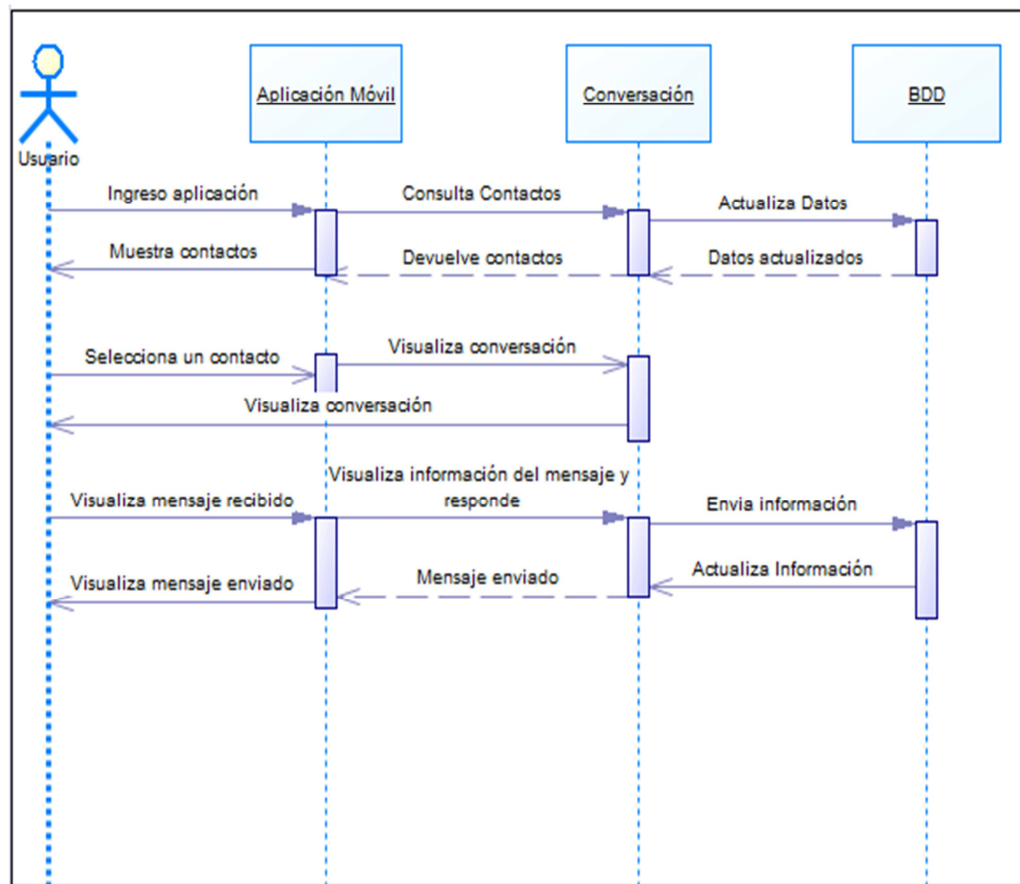 Usuario
Aplicación Móvil
Conversación
BDD
Ingreso aplicación
Consulta Contactos
Actualiza Datos
Muestra contactos
Devuelve contactos
Datos actualizados
Selecciona un contacto
Visualiza conversación
Visualiza conversación
Visualiza mensaje recibido
Visualiza información del mensaje y
responde
Envia información
Visualiza mensaje enviado
Mensaje enviado
Actualiza Información